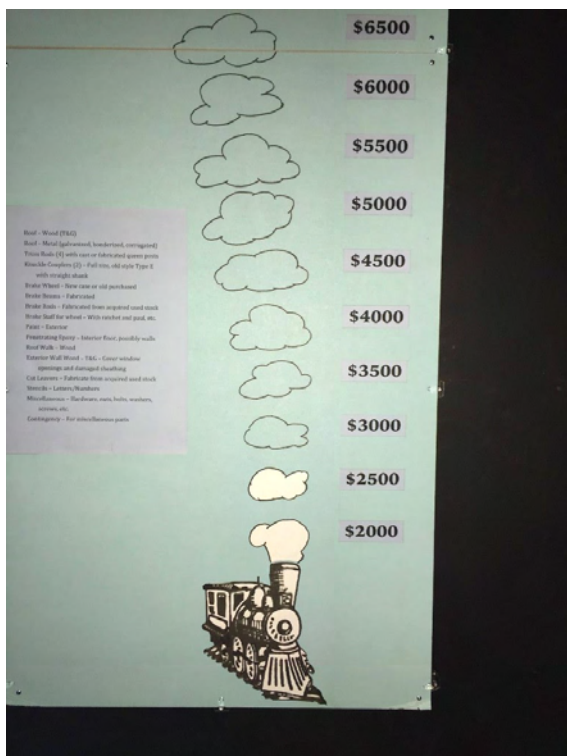 $6500
$6000
$5500
$5000
$4500
$4000
$3500
$3000
$2500
$2000
Roof – Wood (T&G)
Roof – Metal (galvanized, bonderized, corrugated)
Truss Rods (4) with cast or fabricated queen posts
Knuckle Couplers (2) – Full size, old style Type E
with straight shank
Brake Wheel – New case or old purchased
Brake Beams – Fabricated
Brake Rods – Fabricated from acquired used stock
Brake Staff for wheel – With ratchet and pawl, etc.
Paint – Exterior
Penetrating Epoxy – Interior floor, possibly walls
Roof Walk – Wood
Exterior Wall Wood – T&G – Cover window
openings and damaged sheathing
Cut Leavers – Fabricate from acquired used stock
Stencils – Letters/Numbers
Miscellaneous – Hardware, nuts, bolts, washers,
screws, etc.
Contingency – For miscellaneous parts